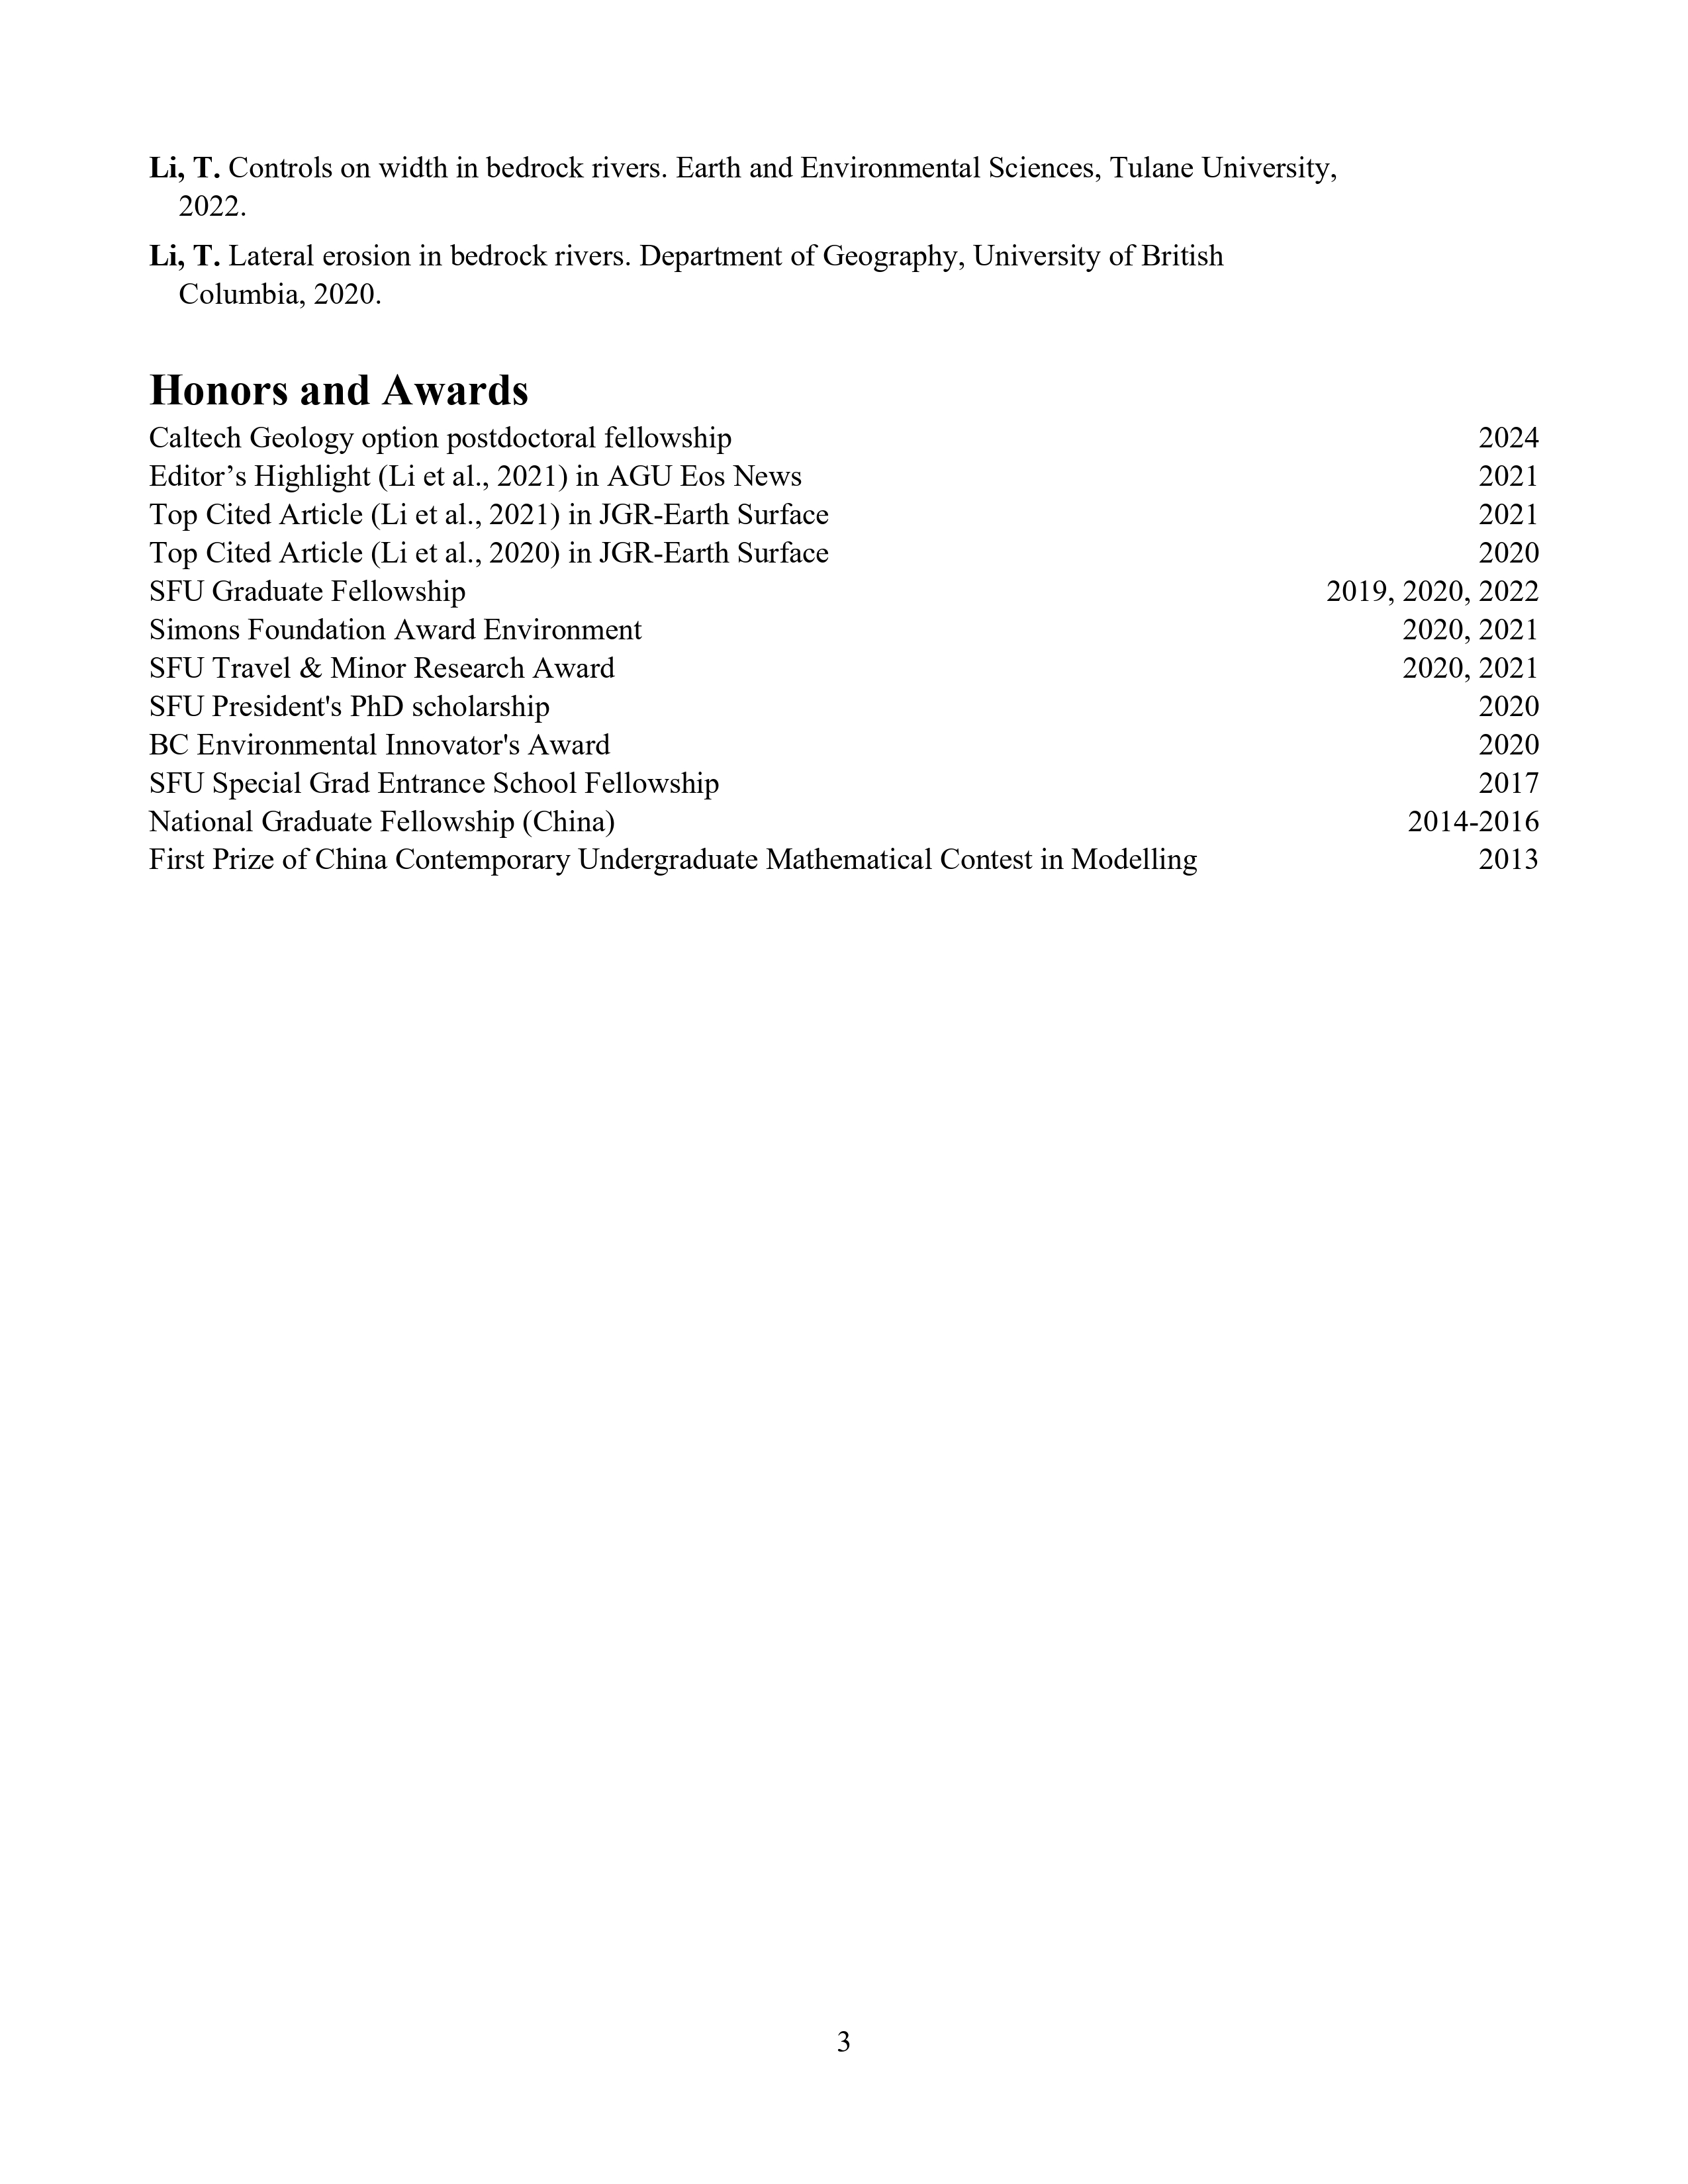 Li, T. Controls on width in bedrock rivers. Earth and Environmental Sciences, Tulane University,
2022.
Li, T. Lateral erosion in bedrock rivers. Department of Geography, University of British
Columbia, 2020.
Honors and Awards
Caltech Geology option postdoctoral fellowship 2024
Editor’s Highlight (Li et al., 2021) in AGU Eos News 2021
Top Cited Article (Li et al., 2021) in JGR-Earth Surface 2021
Top Cited Article (Li et al., 2020) in JGR-Earth Surface 2020
SFU Graduate Fellowship 2019, 2020, 2022
Simons Foundation Award Environment 2020, 2021
SFU Travel & Minor Research Award 2020, 2021
SFU President's PhD scholarship 2020
BC Environmental Innovator's Award 2020
SFU Special Grad Entrance School Fellowship 2017
National Graduate Fellowship (China) 2014-2016
First Prize of China Contemporary Undergraduate Mathematical Contest in Modelling 2013
3